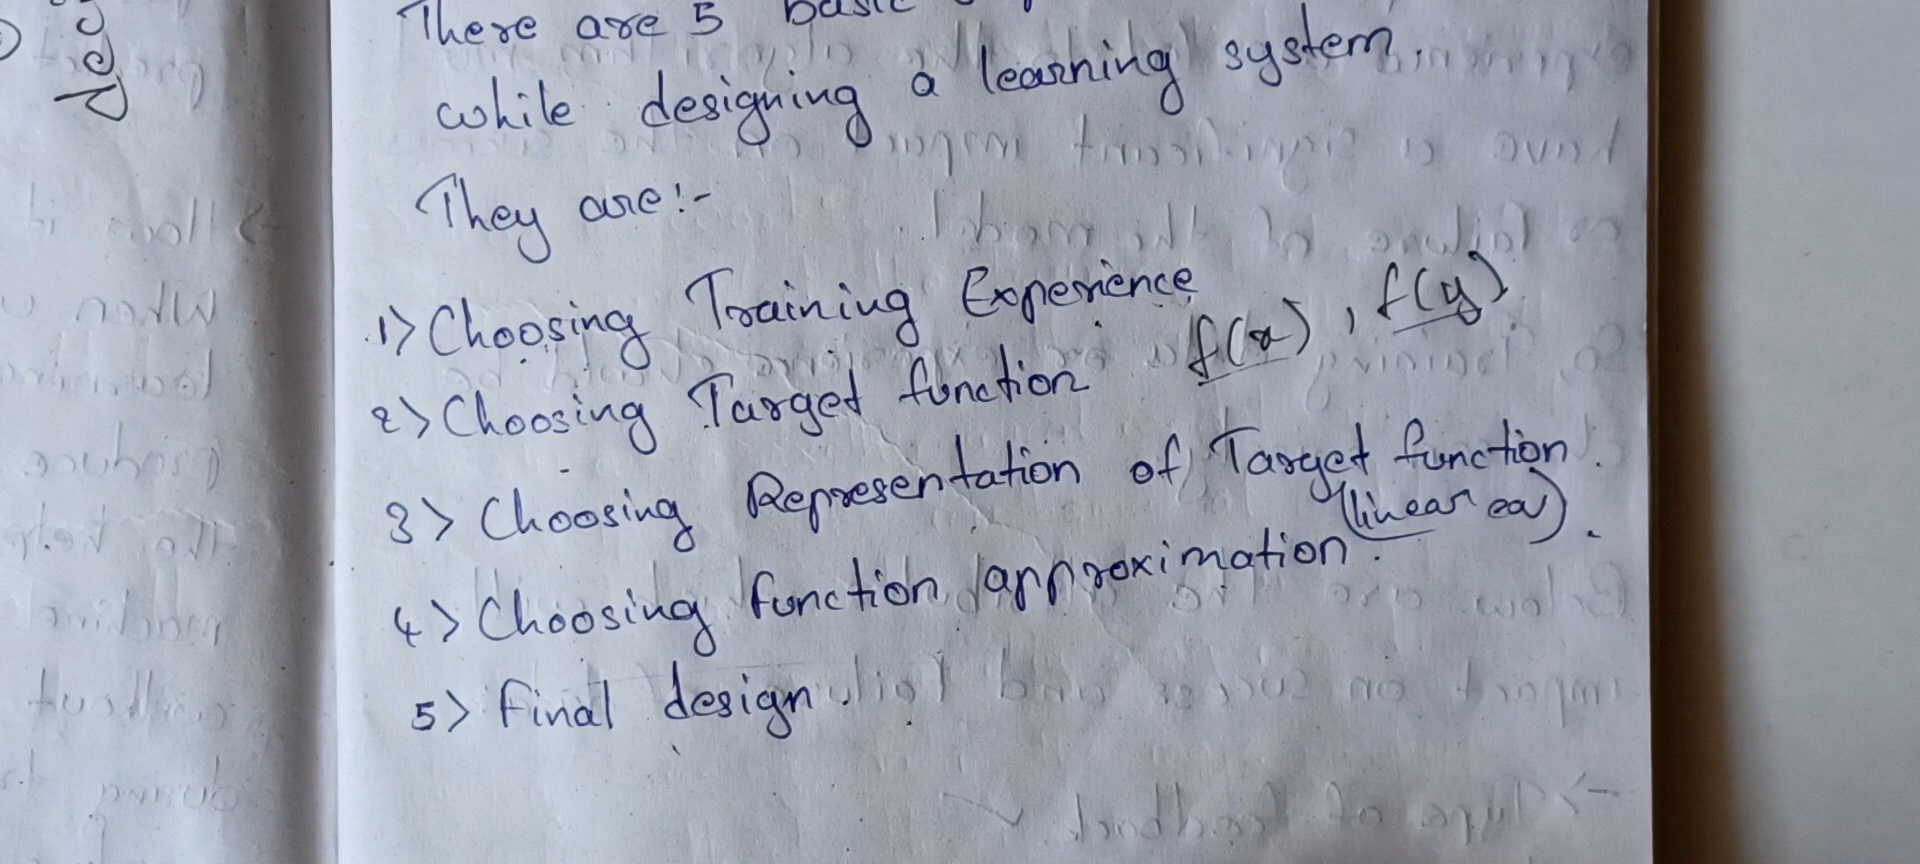 There are 5 basic
while designing a learning system.
They are:-
1) Choosing Training Experience
2) Choosing Target function f(x), f(y)
3) Choosing Representation of Target function.
(linear eq).
4) Choosing function approximation.
5) Final design.